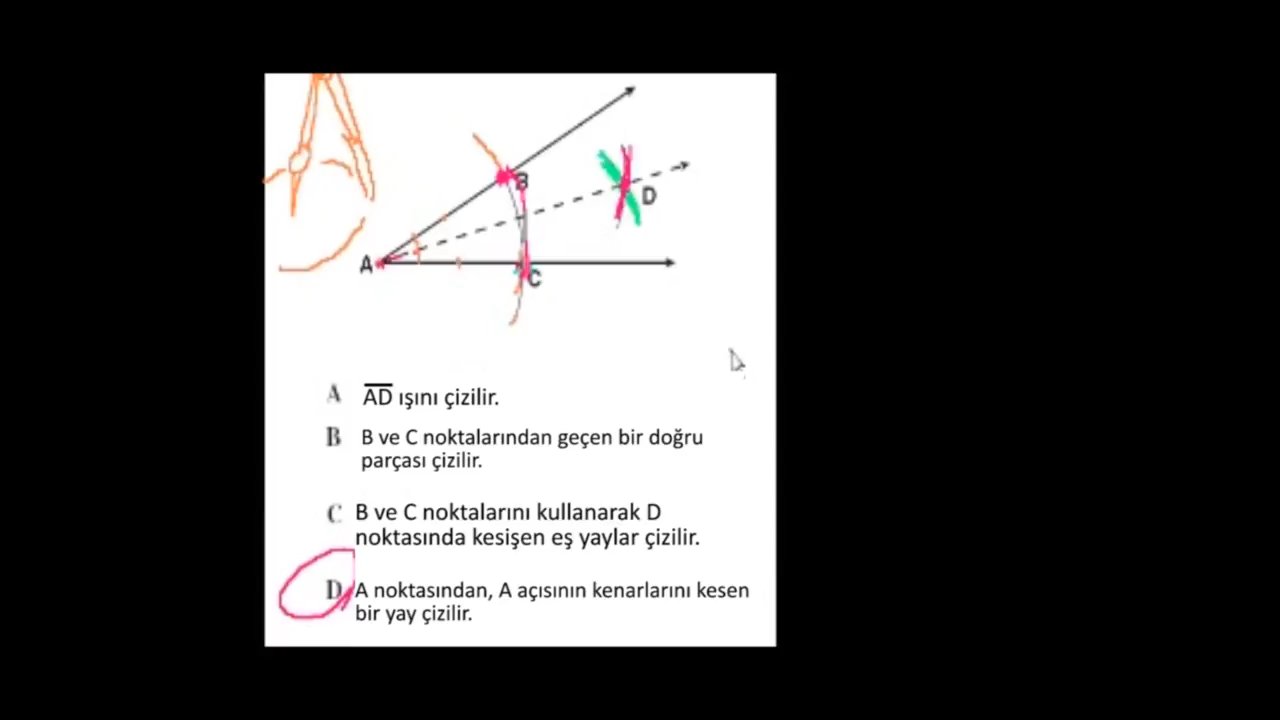 B
D
A
C
A AD ışını çizilir.
B B ve C noktalarından geçen bir doğru
parçası çizilir.
C B ve C noktalarını kullanarak D
noktasında kesişen eş yaylar çizilir.
D A noktasından, A açısının kenarlarını kesen
bir yay çizilir.